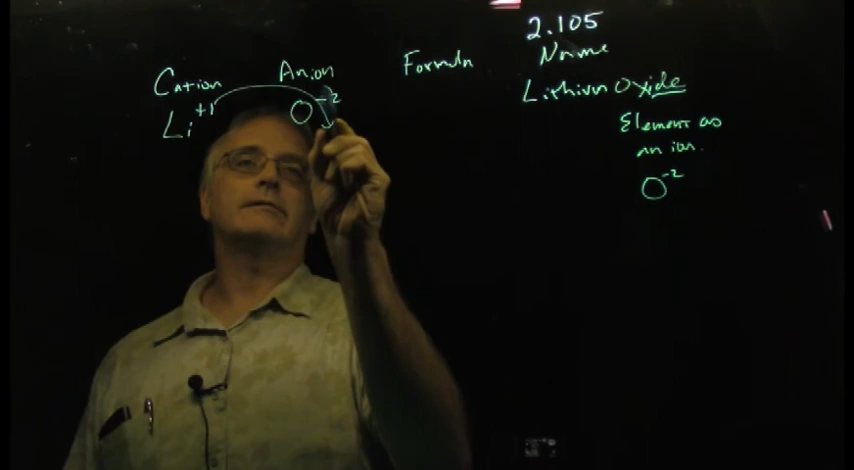 2.105
Cation Anion Formula Name
Li+1 O-2 Lithium Oxide
Element as
an ion.
O-2